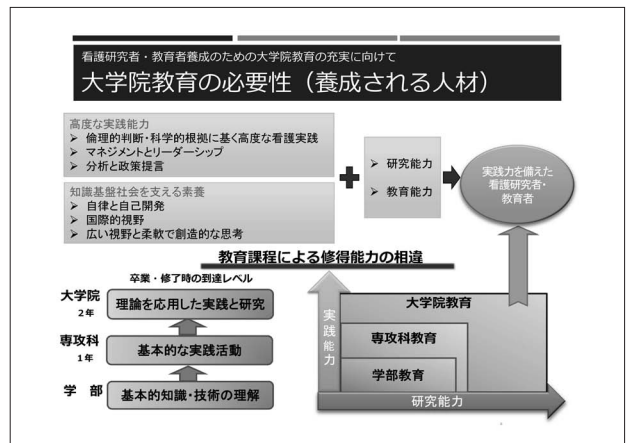 看護研究者・教育者養成のための大学院教育の充実に向けて
大学院教育の必要性（養成される人材）
高度な実践能力
➢ 倫理的判断・科学的根拠に基く高度な看護実践
➢ マネジメントとリーダーシップ
➢ 分析と政策提言
知識基盤社会を支える素養
➢ 自律と自己開発
➢ 国際的視野
➢ 広い視野と柔軟で創造的な思考
➢ 研究能力
➢ 教育能力
実践力を備えた
看護研究者・
教育者
教育課程による修得能力の相違
卒業・修了時の到達レベル
大学院
2年
理論を応用した実践と研究
専攻科
1年
基本的な実践活動
学 部
基本的知識・技術の理解
実践能力
大学院教育
専攻科教育
学部教育
研究能力